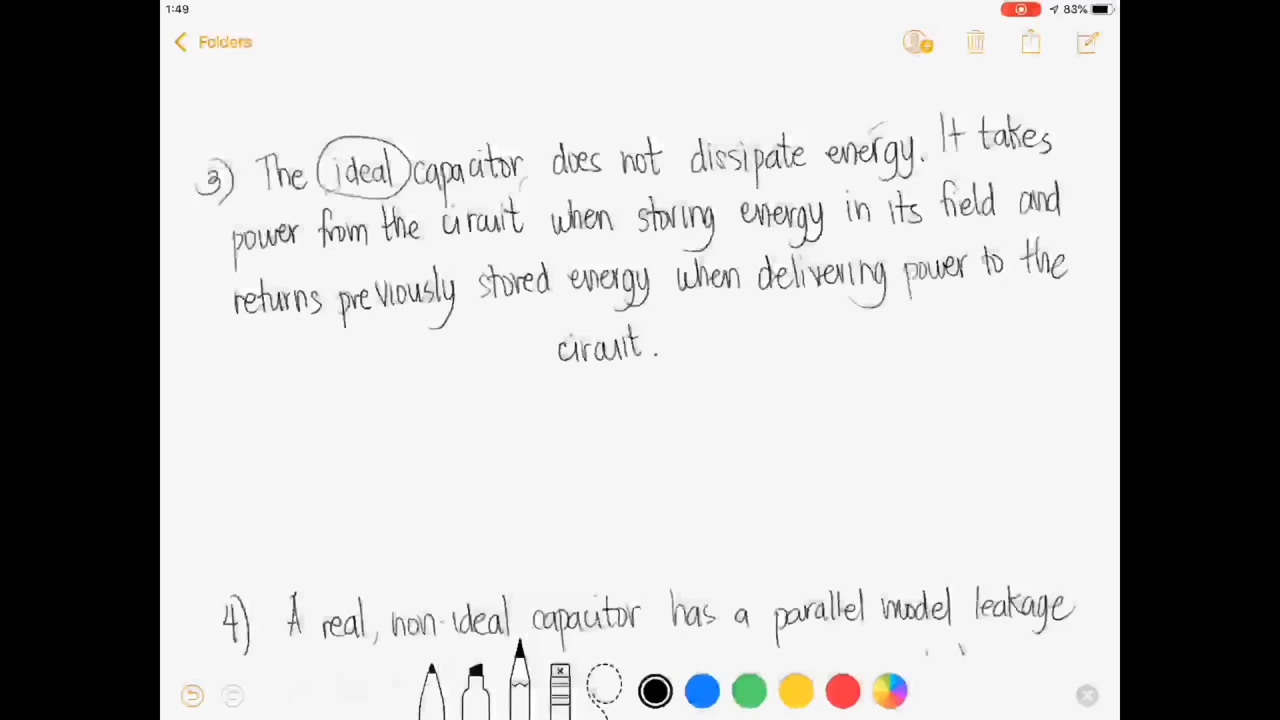 1:49
83%
Folders
3) The ideal capacitor does not dissipate energy. It takes
power from the circuit when storing energy in its field and
returns previously stored energy when delivering power to the
circuit.
4) A real, non-ideal capacitor has a parallel model leakage